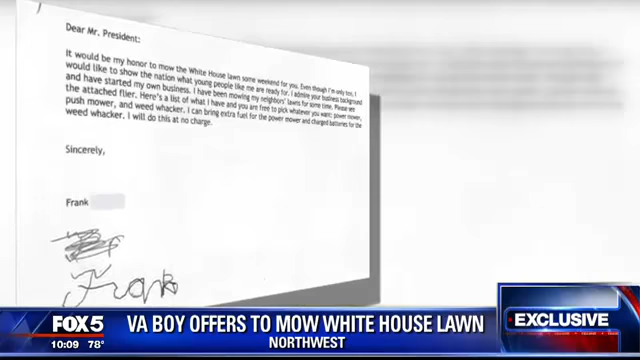 Dear Mr. President:
It would be my honor to mow the White House lawn some weekend for you. Even though I'm only ten, I
would like to show the nation what young people like me are ready for. I admire your business background
and have started my own business. I have been mowing my neighbors' lawns for some time. Please see
the attached flier. Here's a list of what I have and you are free to pick whatever you want: power mower,
push mower, and weed whacker. I can bring extra fuel for the power mower and charged batteries for the
weed whacker. I will do this at no charge.
Sincerely,
Frank
Frank
VA BOY OFFERS TO MOW WHITE HOUSE LAWN
NORTHWEST
FOX 5
10:09 78°
EXCLUSIVE